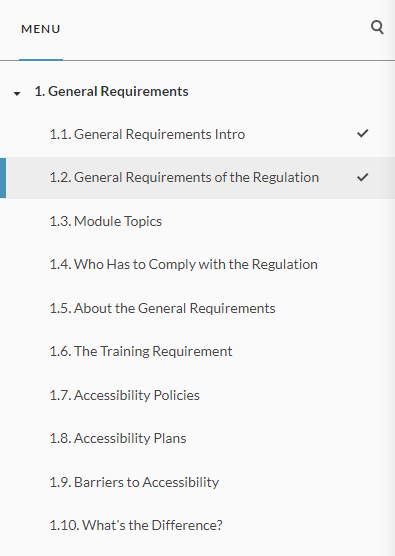 MENU
1. General Requirements
1.1. General Requirements Intro
1.2. General Requirements of the Regulation
1.3. Module Topics
1.4. Who Has to Comply with the Regulation
1.5. About the General Requirements
1.6. The Training Requirement
1.7. Accessibility Policies
1.8. Accessibility Plans
1.9. Barriers to Accessibility
1.10. What's the Difference?